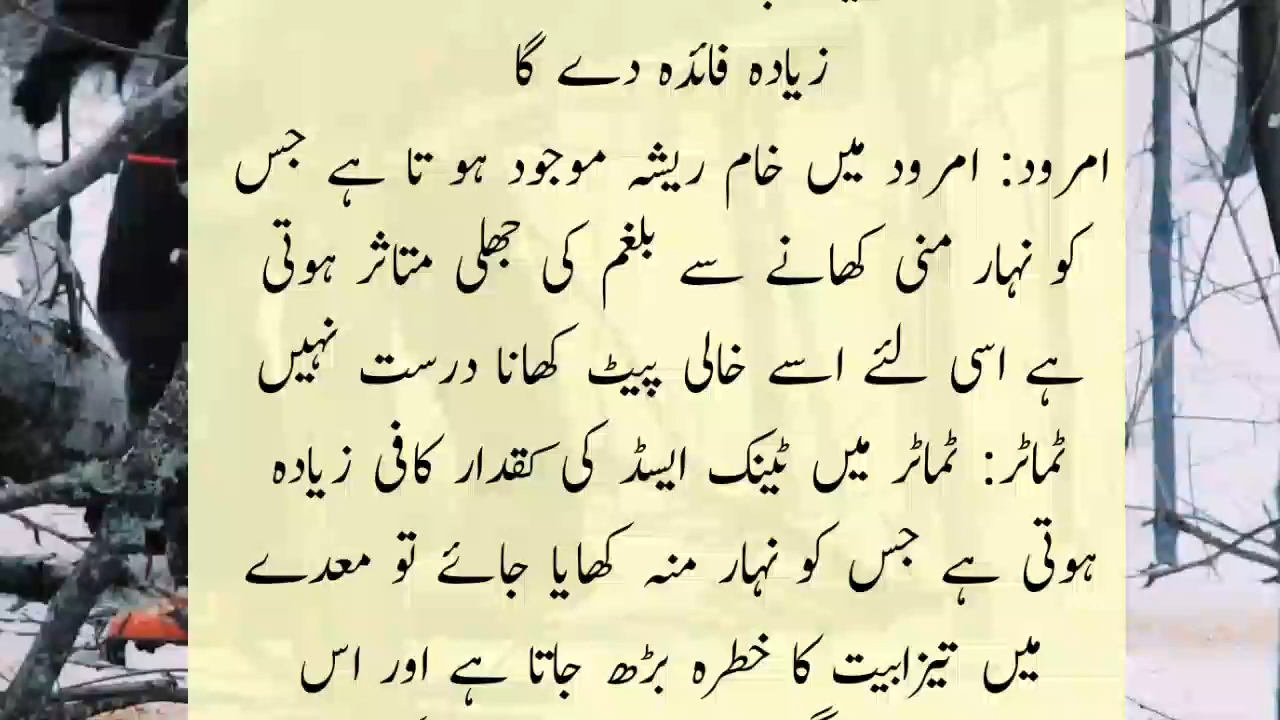 زیادہ فائدہ دے گا
امرود: امرود میں خام ریشہ موجود ہو تا ہے جس
کو نہار منی کھانے سے بلغم کی جھلی متاثر ہوتی
ہے اسی لئے اسے خالی پیٹ کھانا درست نہیں
ٹماٹر: ٹماٹر میں ٹینک ایسڈ کی کقدار کافی زیادہ
ہوتی ہے جس کو نہار منہ کھایا جائے تو معدے
میں تیزابیت کا خطرہ بڑھ جاتا ہے اور اس